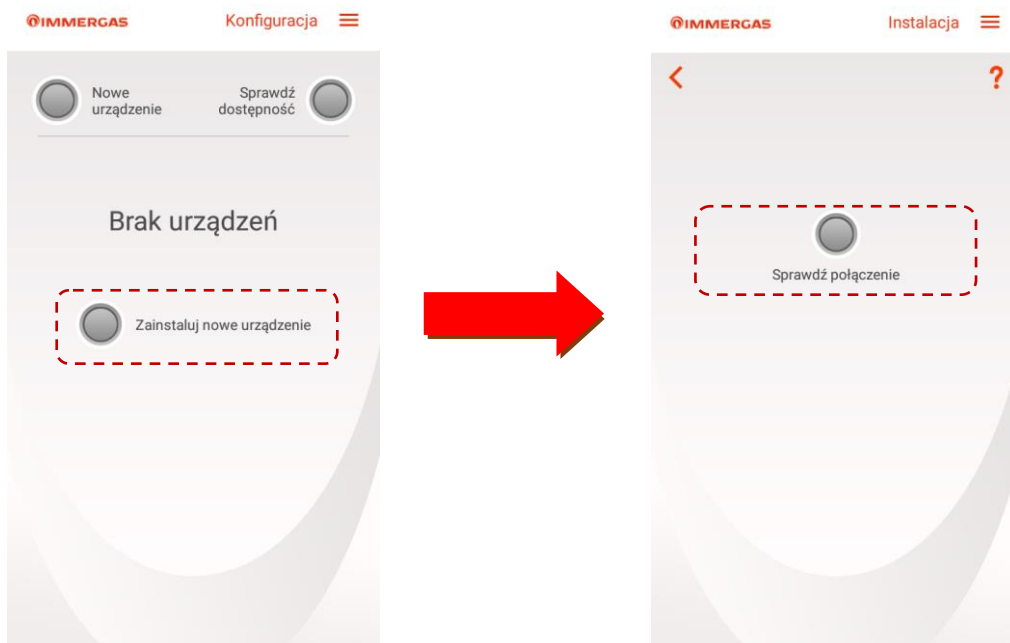 IMMERGAS
Konfiguracja
Nowe
urządzenie
Sprawdź
dostępność
Brak urządzeń
Zainstaluj nowe urządzenie
IMMERGAS
Instalacja
?
Sprawdź połączenie